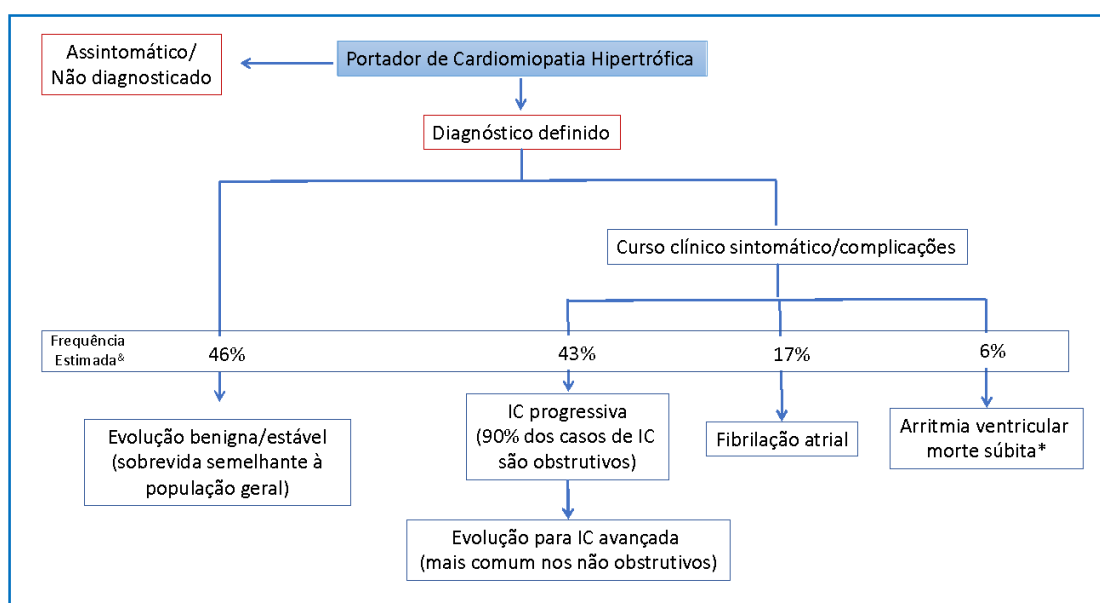 Assintomático/
Não diagnosticado
Portador de Cardiomiopatia Hipertrófica
Diagnóstico definido
Curso clínico sintomático/complicações
Frequência
Estimada&
46%
43%
17%
6%
Evolução benigna/estável
(sobrevida semelhante à
população geral)
IC progressiva
(90% dos casos de IC
são obstrutivos)
Fibrilação atrial
Arritmia ventricular
morte súbita*
Evolução para IC avançada
(mais comum nos não obstrutivos)